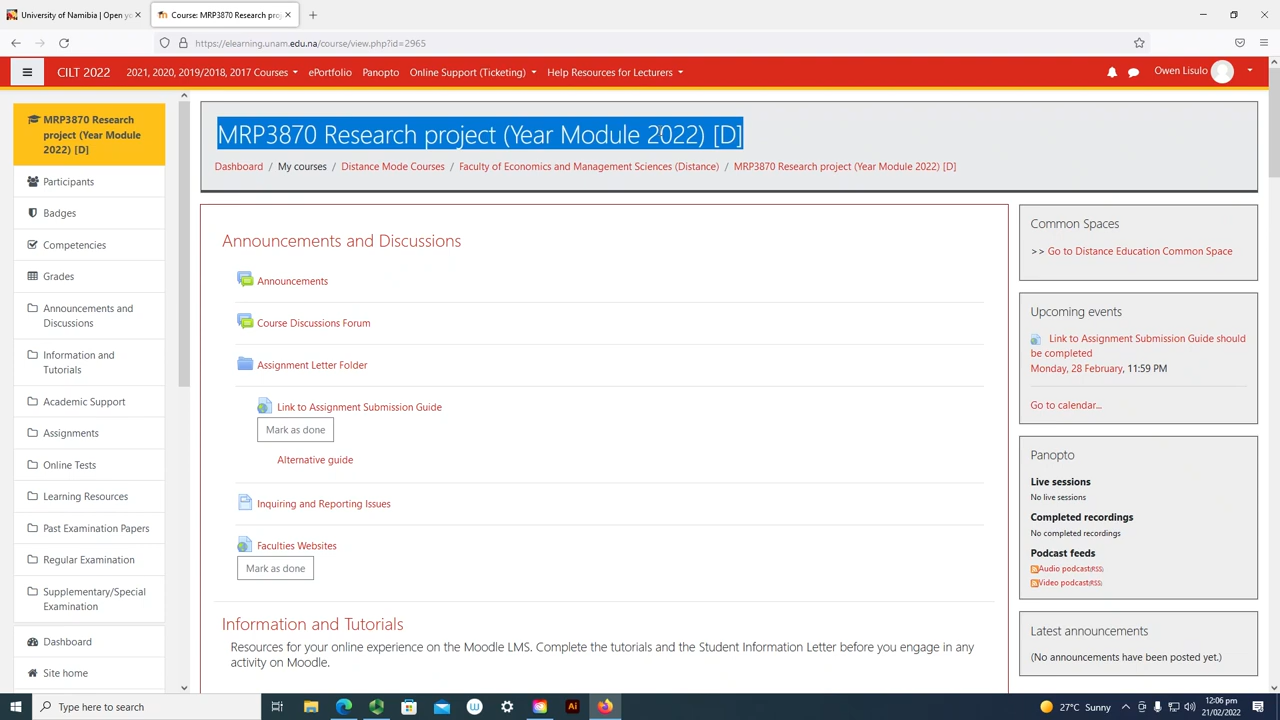 University of Namibia | Open yo
Course: MRP3870 Research proj
https://elearning.unam.edu.na/course/view.php?id=2965
CILT 2022
2021, 2020, 2019/2018, 2017 Courses
ePortfolio
Panopto
Online Support (Ticketing)
Help Resources for Lecturers
Owen Lisulo
MRP3870 Research
project (Year Module
2022) [D]
Participants
Badges
Competencies
Grades
Announcements and
Discussions
Information and
Tutorials
Academic Support
Assignments
Online Tests
Learning Resources
Past Examination Papers
Regular Examination
Supplementary/Special
Examination
Dashboard
Site home
MRP3870 Research project (Year Module 2022) [D]
Dashboard / My courses / Distance Mode Courses / Faculty of Economics and Management Sciences (Distance) / MRP3870 Research project (Year Module 2022) [D]
Announcements and Discussions
Announcements
Course Discussions Forum
Assignment Letter Folder
Link to Assignment Submission Guide
Mark as done
Alternative guide
Inquiring and Reporting Issues
Faculties Websites
Mark as done
Information and Tutorials
Resources for your online experience on the Moodle LMS. Complete the tutorials and the Student Information Letter before you engage in any
activity on Moodle.
Common Spaces
>> Go to Distance Education Common Space
Upcoming events
Link to Assignment Submission Guide should
be completed
Monday, 28 February, 11:59 PM
Go to calendar...
Panopto
Live sessions
No live sessions
Completed recordings
No completed recordings
Podcast feeds
Audio podcast(RSS)
Video podcast(RSS)
Latest announcements
(No announcements have been posted yet.)
Type here to search
Ai
27°C Sunny
12:06 pm
21/02/2022